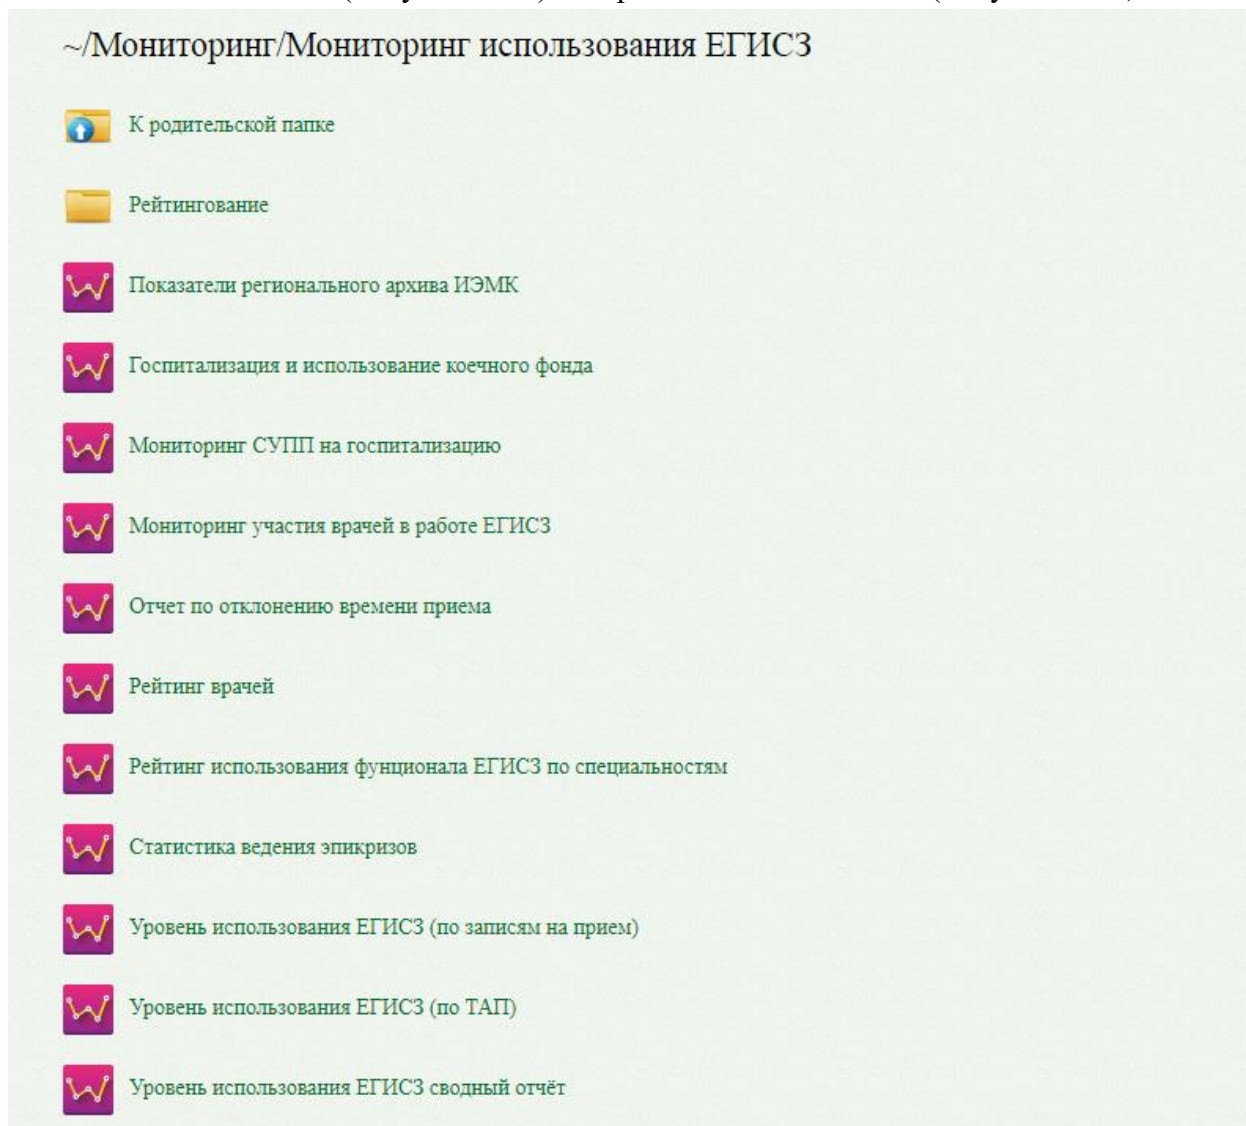 ~/Мониторинг/Мониторинг использования ЕГИСЗ
К родительской папке
Рейтингование
Показатели регионального архива ИЭМК
Госпитализация и использование коечного фонда
Мониторинг СУПП на госпитализацию
Мониторинг участия врачей в работе ЕГИСЗ
Отчет по отклонению времени приема
Рейтинг врачей
Рейтинг использования фунционала ЕГИСЗ по специальностям
Статистика ведения эпикризов
Уровень использования ЕГИСЗ (по записям на прием)
Уровень использования ЕГИСЗ (по ТАП)
Уровень использования ЕГИСЗ сводный отчёт